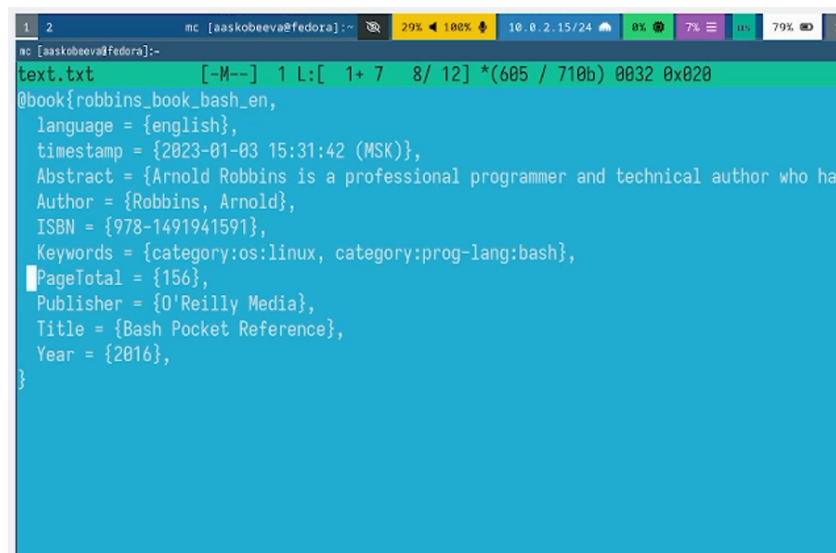 1 2 mc [aaskobeeva@fedora]:~ 29% 100% 10.0.2.15/24 0% 7% us 79%
mc [aaskobeeva@fedora]:~
text.txt [-M--] 1 L:[ 1+ 7 8/ 12] *(605 / 710b) 0032 0x020
@book{robbins_book_bash_en,
language = {english},
timestamp = {2023-01-03 15:31:42 (MSK)},
Abstract = {Arnold Robbins is a professional programmer and technical author who ha
Author = {Robbins, Arnold},
ISBN = {978-1491941591},
Keywords = {category:os:linux, category:prog-lang:bash},
PageTotal = {156},
Publisher = {O'Reilly Media},
Title = {Bash Pocket Reference},
Year = {2016},
}